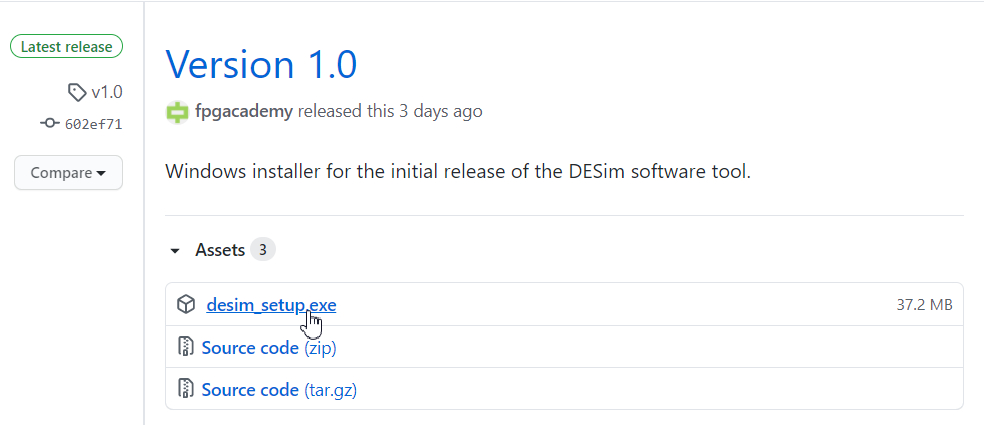 Latest release
v1.0
602ef71
Compare
Version 1.0
fpgacademy released this 3 days ago
Windows installer for the initial release of the DESim software tool.
Assets 3
desim_setup.exe 37.2 MB
Source code (zip)
Source code (tar.gz)